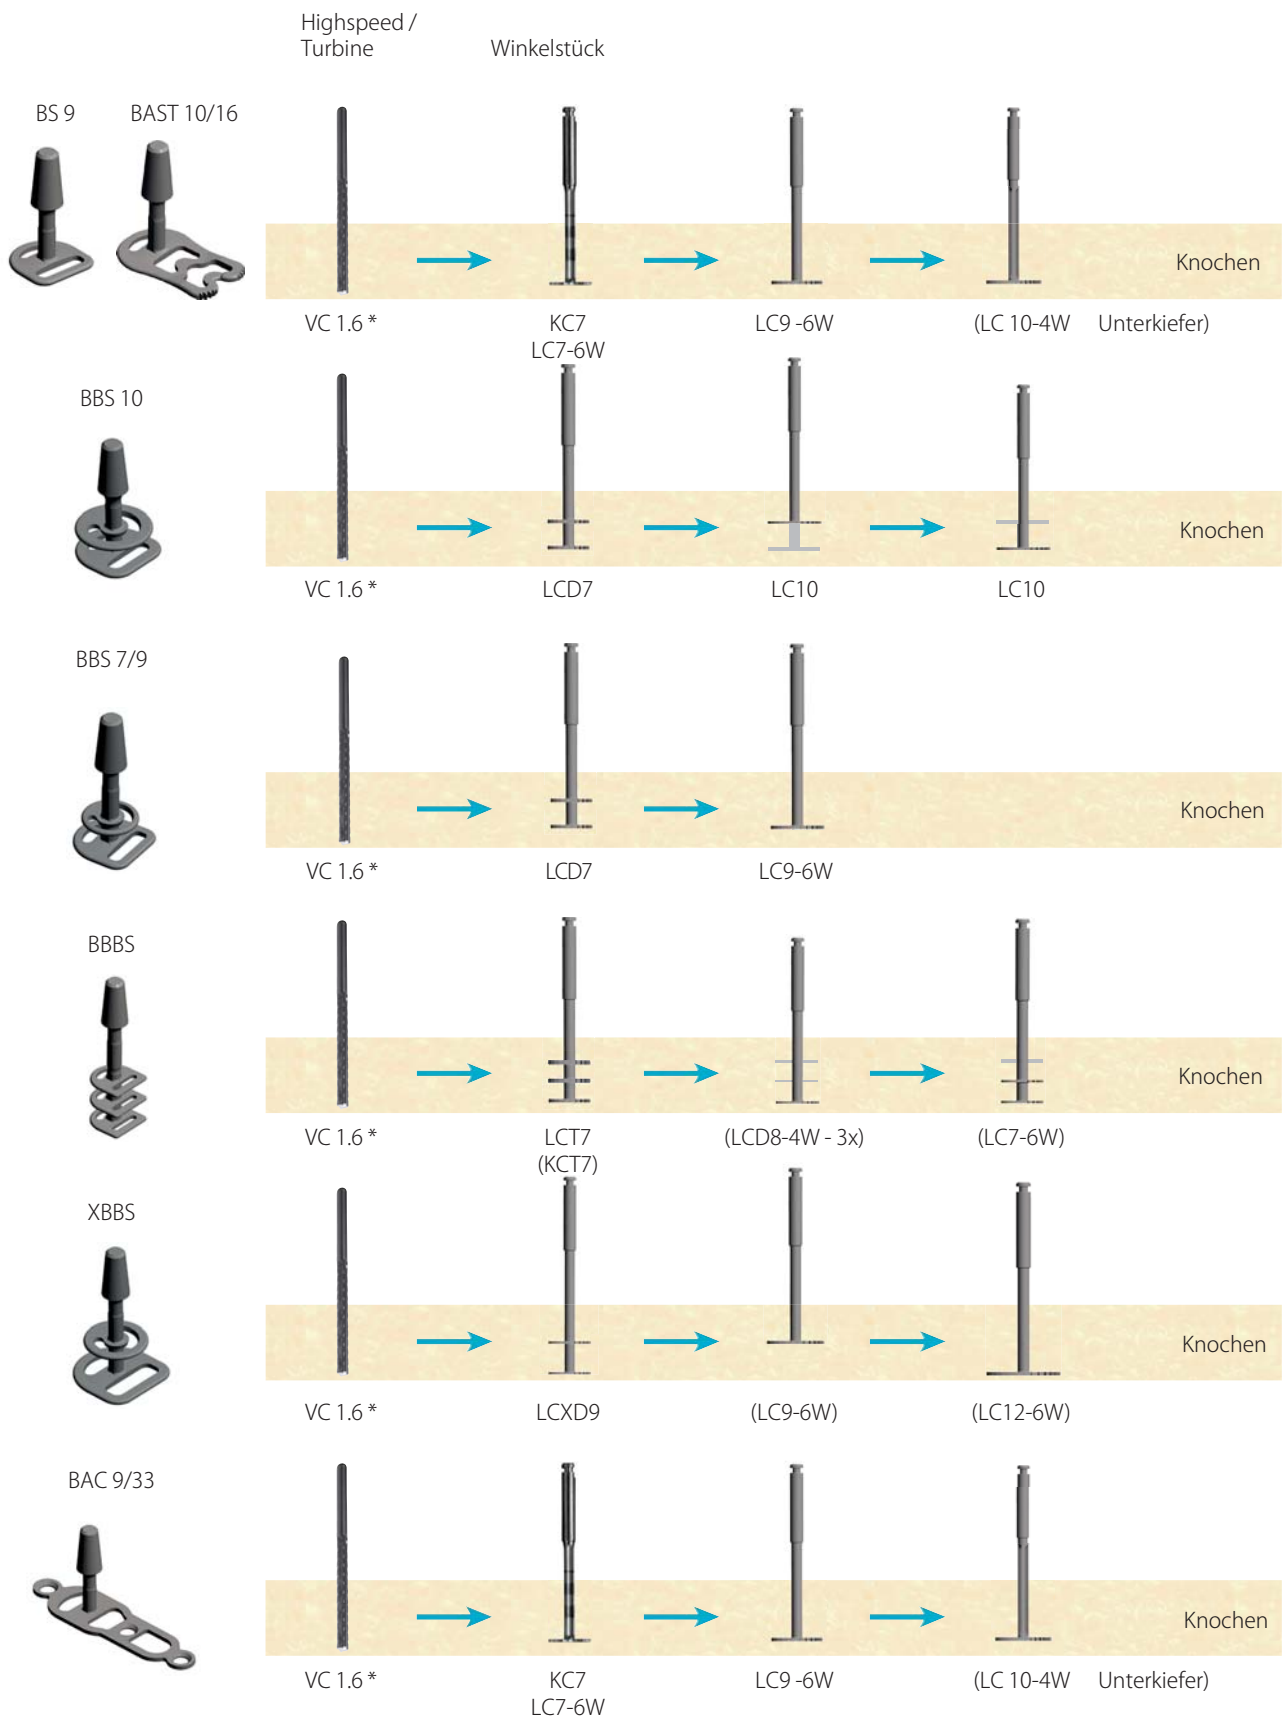 Highspeed /
Turbine
Winkelstück
BS 9
BAST 10/16
Knochen
VC 1.6 *
KC7
LC7-6W
LC9 -6W
(LC 10-4W Unterkiefer)
BBS 10
Knochen
VC 1.6 *
LCD7
LC10
LC10
BBS 7/9
Knochen
VC 1.6 *
LCD7
LC9-6W
BBBS
Knochen
VC 1.6 *
LCT7
(KCT7)
(LCD8-4W - 3x)
(LC7-6W)
XBBS
Knochen
VC 1.6 *
LCXD9
(LC9-6W)
(LC12-6W)
BAC 9/33
Knochen
VC 1.6 *
KC7
LC7-6W
LC9 -6W
(LC 10-4W Unterkiefer)